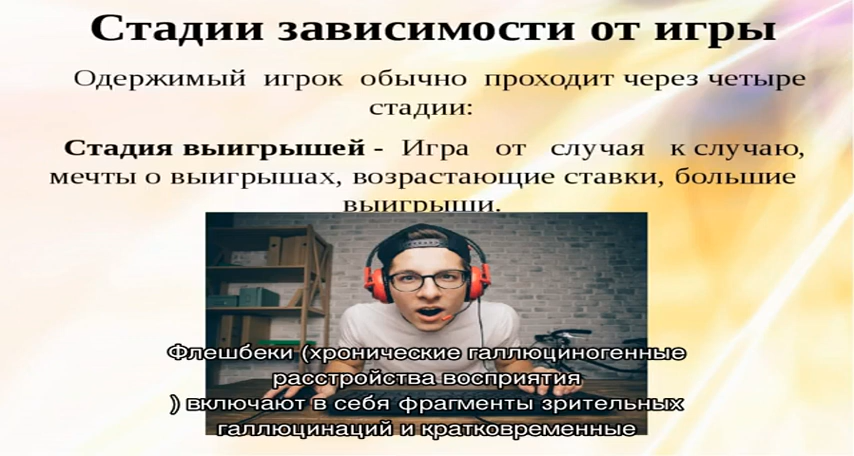 Стадии зависимости от игры
Одержимый игрок обычно проходит через четыре
стадии:
Стадия выигрышей - Игра от случая к случаю,
мечты о выигрышах, возрастающие ставки, большие
выигрыши.
Флешбеки (хронические галлюциногенные
расстройства восприятия
) включают в себя фрагменты зрительных
галлюцинаций и кратковременные